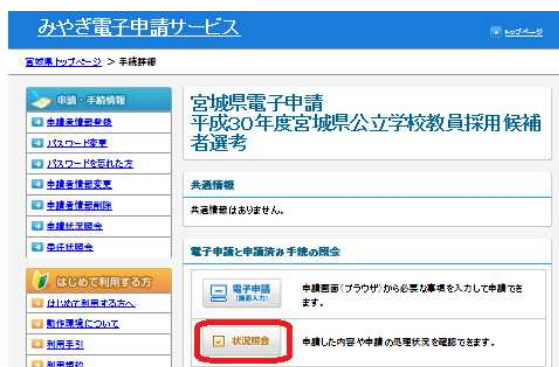 みやぎ電子申請サービス
トップページ
宮城県トップページ > 手続詳細
申請・手続情報
申請者情報登録
パスワード変更
パスワードを忘れた方
申請者情報変更
申請者情報削除
申請状況照会
委任状照会
はじめて利用する方
はじめて利用する方へ
動作環境について
利用手引
利用規約
宮城県電子申請
平成30年度宮城県公立学校教員採用候補
者選考
共通情報
共通情報はありません。
電子申請と申請済み手続の照会
電子申請
(画面入力)
申請画面(ブラウザ)から必要な事項を入力して申請でき
ます。
状況照会
申請した内容や申請の処理状況を確認できます。